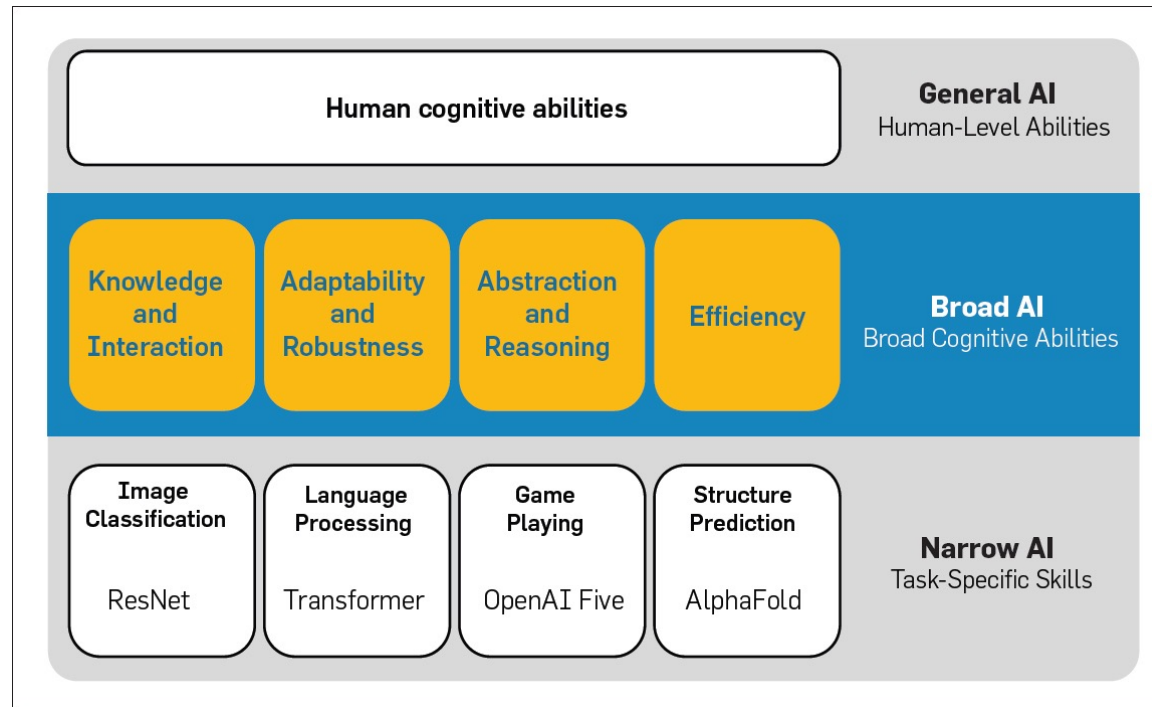 Human cognitive abilities
General AI
Human-Level Abilities
Knowledge
and
Interaction
Adaptability
and
Robustness
Abstraction
and
Reasoning
Efficiency
Broad AI
Broad Cognitive Abilities
Image
Classification
ResNet
Language
Processing
Transformer
Game
Playing
OpenAI Five
Structure
Prediction
AlphaFold
Narrow AI
Task-Specific Skills